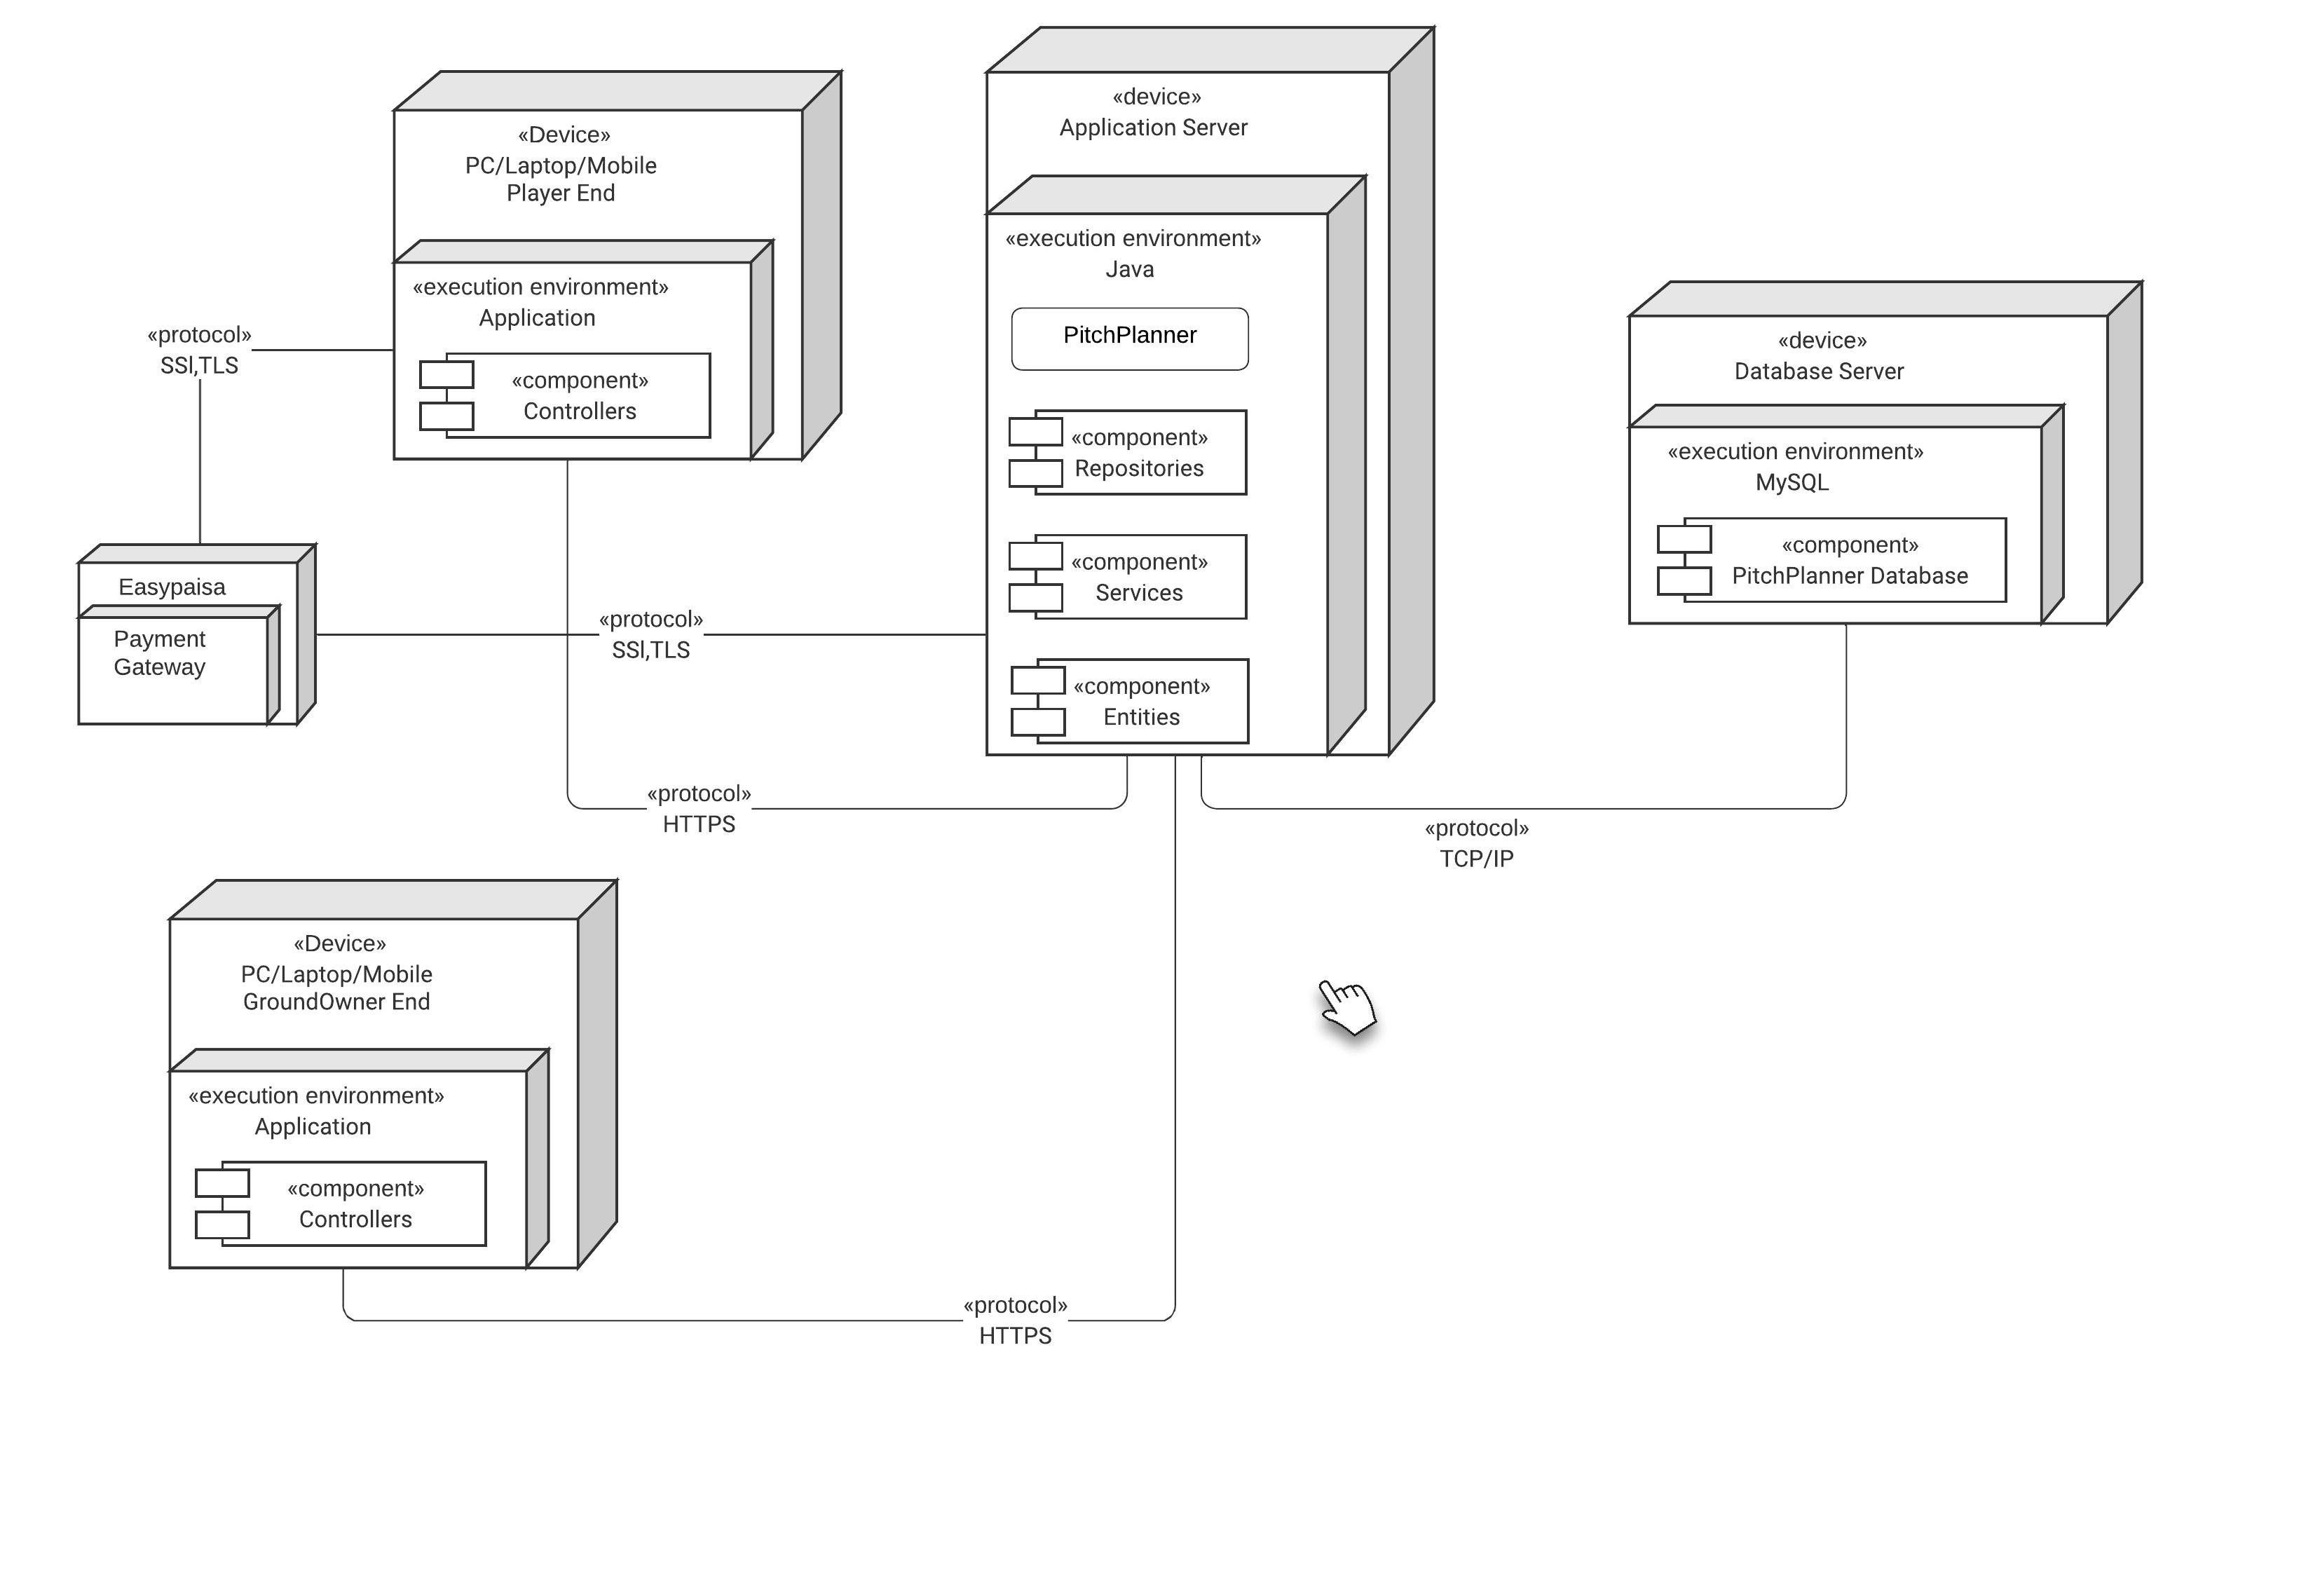 «Device»
PC/Laptop/Mobile
Player End
«execution environment»
Application
«component»
Controllers
«protocol»
SSl,TLS
Easypaisa
Payment
Gateway
«protocol»
SSl,TLS
«protocol»
HTTPS
«device»
Application Server
«execution environment»
Java
PitchPlanner
«component»
Repositories
«component»
Services
«component»
Entities
«device»
Database Server
«execution environment»
MySQL
«component»
PitchPlanner Database
«protocol»
TCP/IP
«Device»
PC/Laptop/Mobile
GroundOwner End
«execution environment»
Application
«component»
Controllers
«protocol»
HTTPS